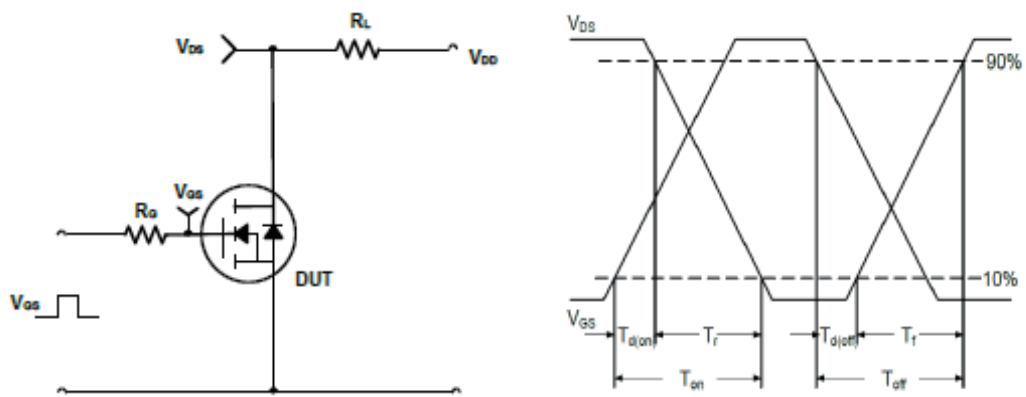 RL
VDS
VDD
VGS
RG
DUT
VGS
VDS
90%
10%
VGS
Td(on)
Tr
Td(off)
Tf
Ton
Toff